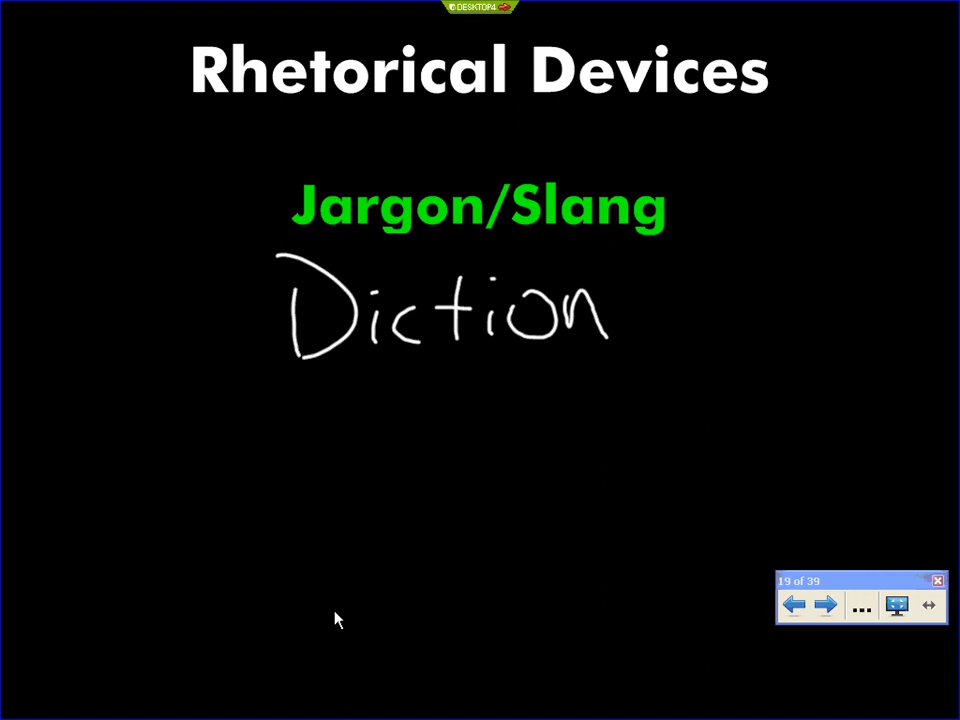 DESKTOP4
Rhetorical Devices
Jargon/Slang
Diction
19 of 39
...